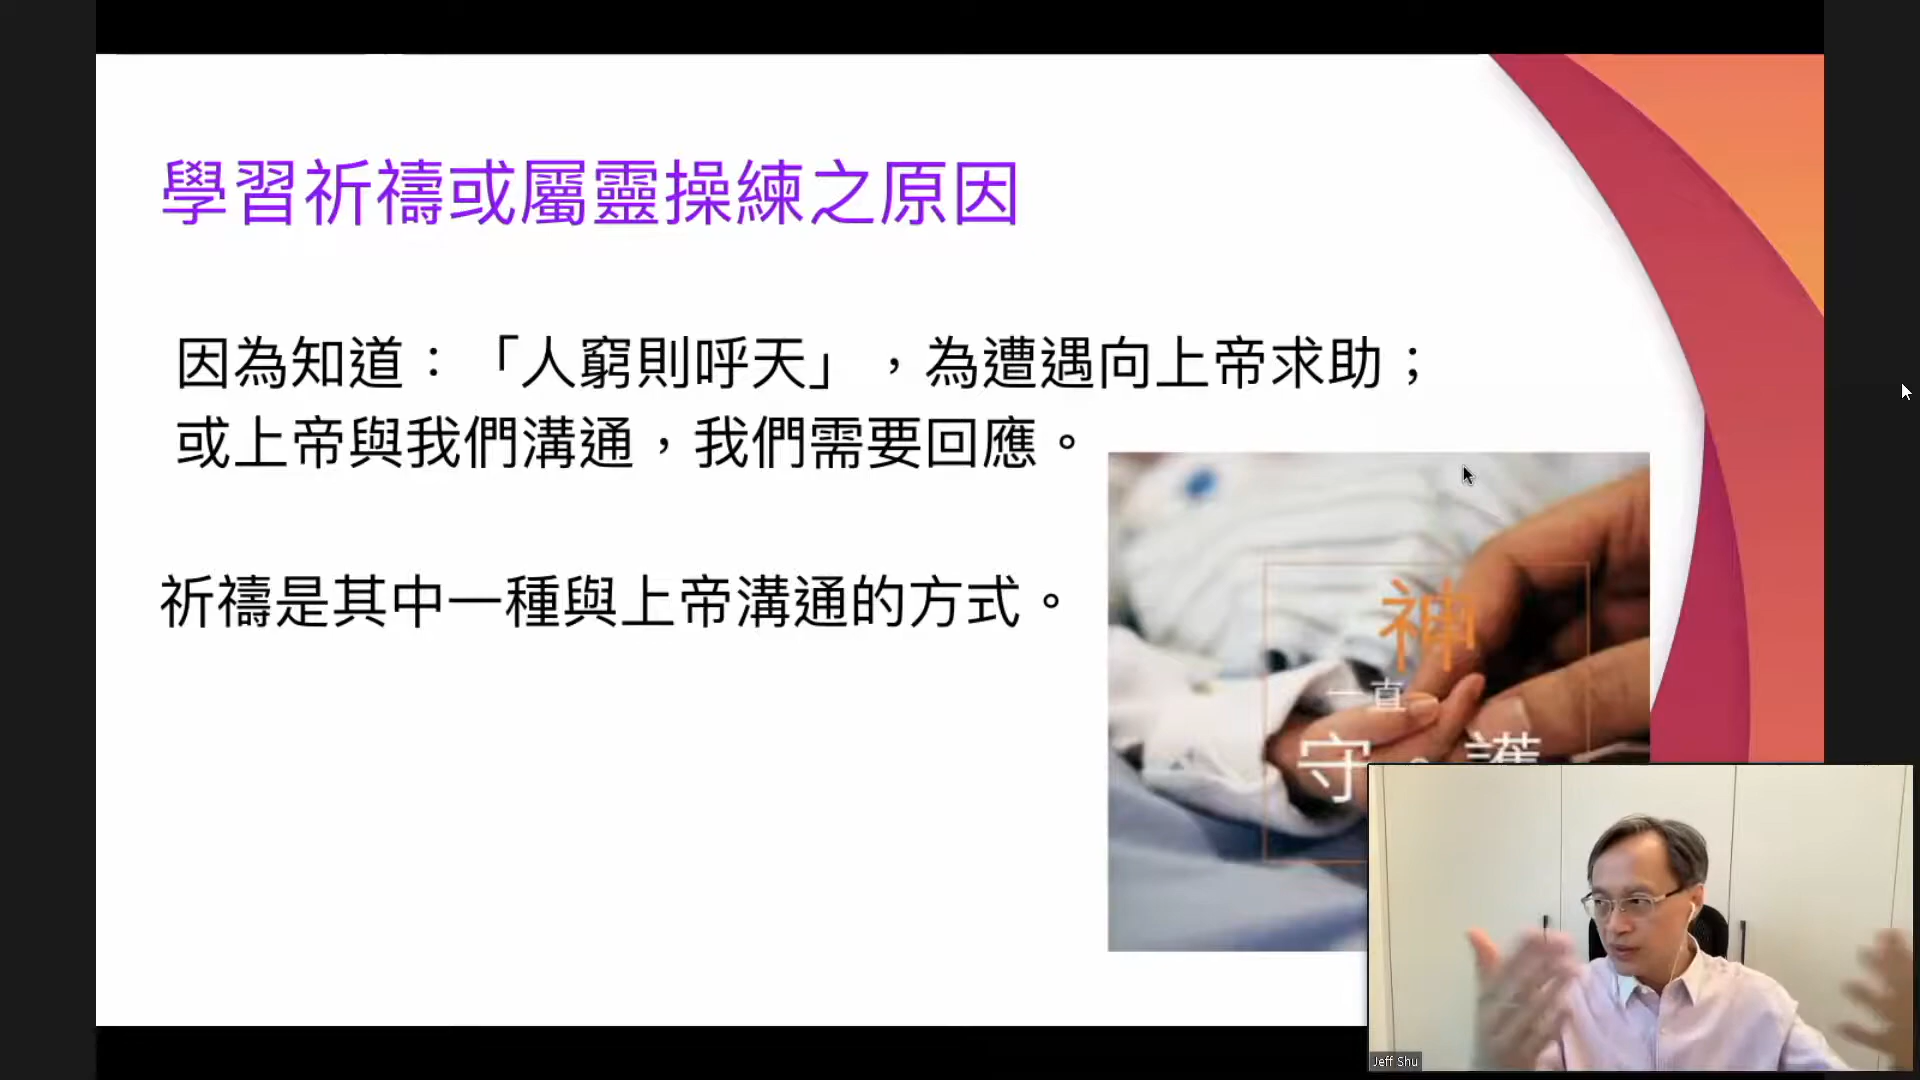 學習祈禱或屬靈操練之原因
因為知道：「人窮則呼天」，為遭遇向上帝求助；
或上帝與我們溝通，我們需要回應。
祈禱是其中一種與上帝溝通的方式。
神
一直
守。護
Jeff Shu